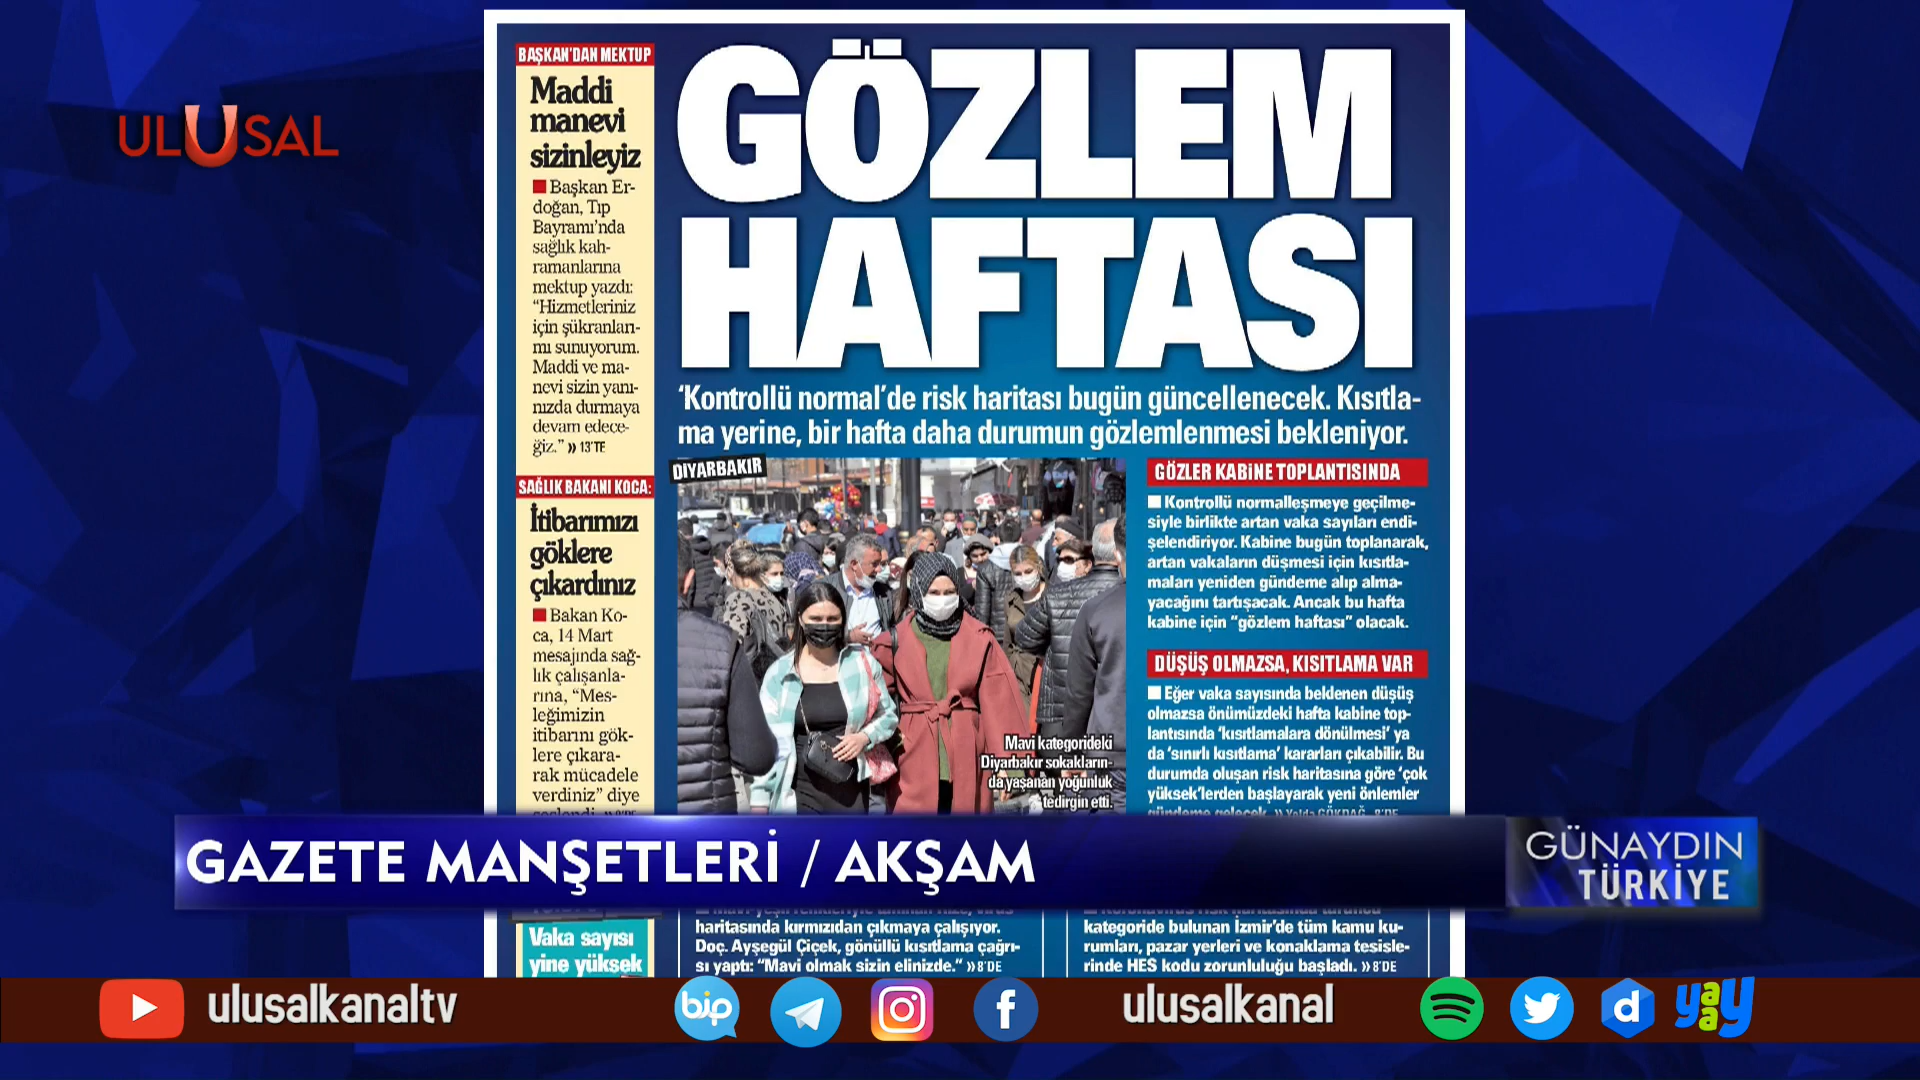 ULUSAL
BAŞKAN'DAN MEKTUP
Maddi
manevi
sizinleyiz
Başkan Er-
doğan, Tıp
Bayramı'nda
sağlık kah-
ramanlarına
mektup yazdı:
“Hizmetleriniz
için şükranları-
mı sunuyorum.
Maddi ve ma-
nevi sizin yanı-
nızda durmaya
devam edece-
ğiz.” » 13'TE
SAĞLIK BAKANI KOCA:
İtibarımızı
göklere
çıkardınız
Bakan Ko-
ca, 14 Mart
mesajında sağ-
lık çalışanla-
rına, “Mes-
leğimizin
itibarını gök-
lere çıkara-
rak mücadele
verdiniz” diye
Vaka sayısı
yine yüksek
GÖZLEM
HAFTASI
‘Kontrollü normal’de risk haritası bugün güncellenecek. Kısıtla-
ma yerine, bir hafta daha durumun gözlemlenmesi bekleniyor.
DİYARBAKIR
Mavi kategorideki
Diyarbakır sokakların-
da yaşanan yoğunluk
tedirgin etti.
GÖZLER KABİNE TOPLANTISINDA
Kontrollü normalleşmeye geçilme-
siyle birlikte artan vaka sayıları endi-
şelendiriyor. Kabine bugün toplanarak,
artan vakaların düşmesi için kısıtla-
maları yeniden gündeme alıp alma-
yacağını tartışacak. Ancak bu hafta
kabine için “gözlem haftası” olacak.
DÜŞÜŞ OLMAZSA, KISITLAMA VAR
Eğer vaka sayısında beklenen düşüş
olmazsa önümüzdeki hafta kabine top-
lantısında ‘kısıtlamalara dönülmesi’ ya
da ‘sınırlı kısıtlama’ kararları çıkabilir. Bu
durumda oluşan risk haritasına göre ‘çok
yüksek’lerden başlayarak yeni önlemler
haritasında kırmızıdan çıkmaya çalışıyor.
Doç. Ayşegül Çiçek, gönüllü kısıtlama çağrı-
sı yaptı: “Mavi olmak sizin elinizde.” » 8'DE
kategoride bulunan İzmir'de tüm kamu ku-
rumları, pazar yerleri ve konaklama tesisle-
rinde HES kodu zorunluluğu başladı. » 8'DE
GAZETE MANŞETLERİ / AKŞAM
GÜNAYDIN
TÜRKİYE
ulusalkanaltv
bip
ulusalkanal
d
yaay